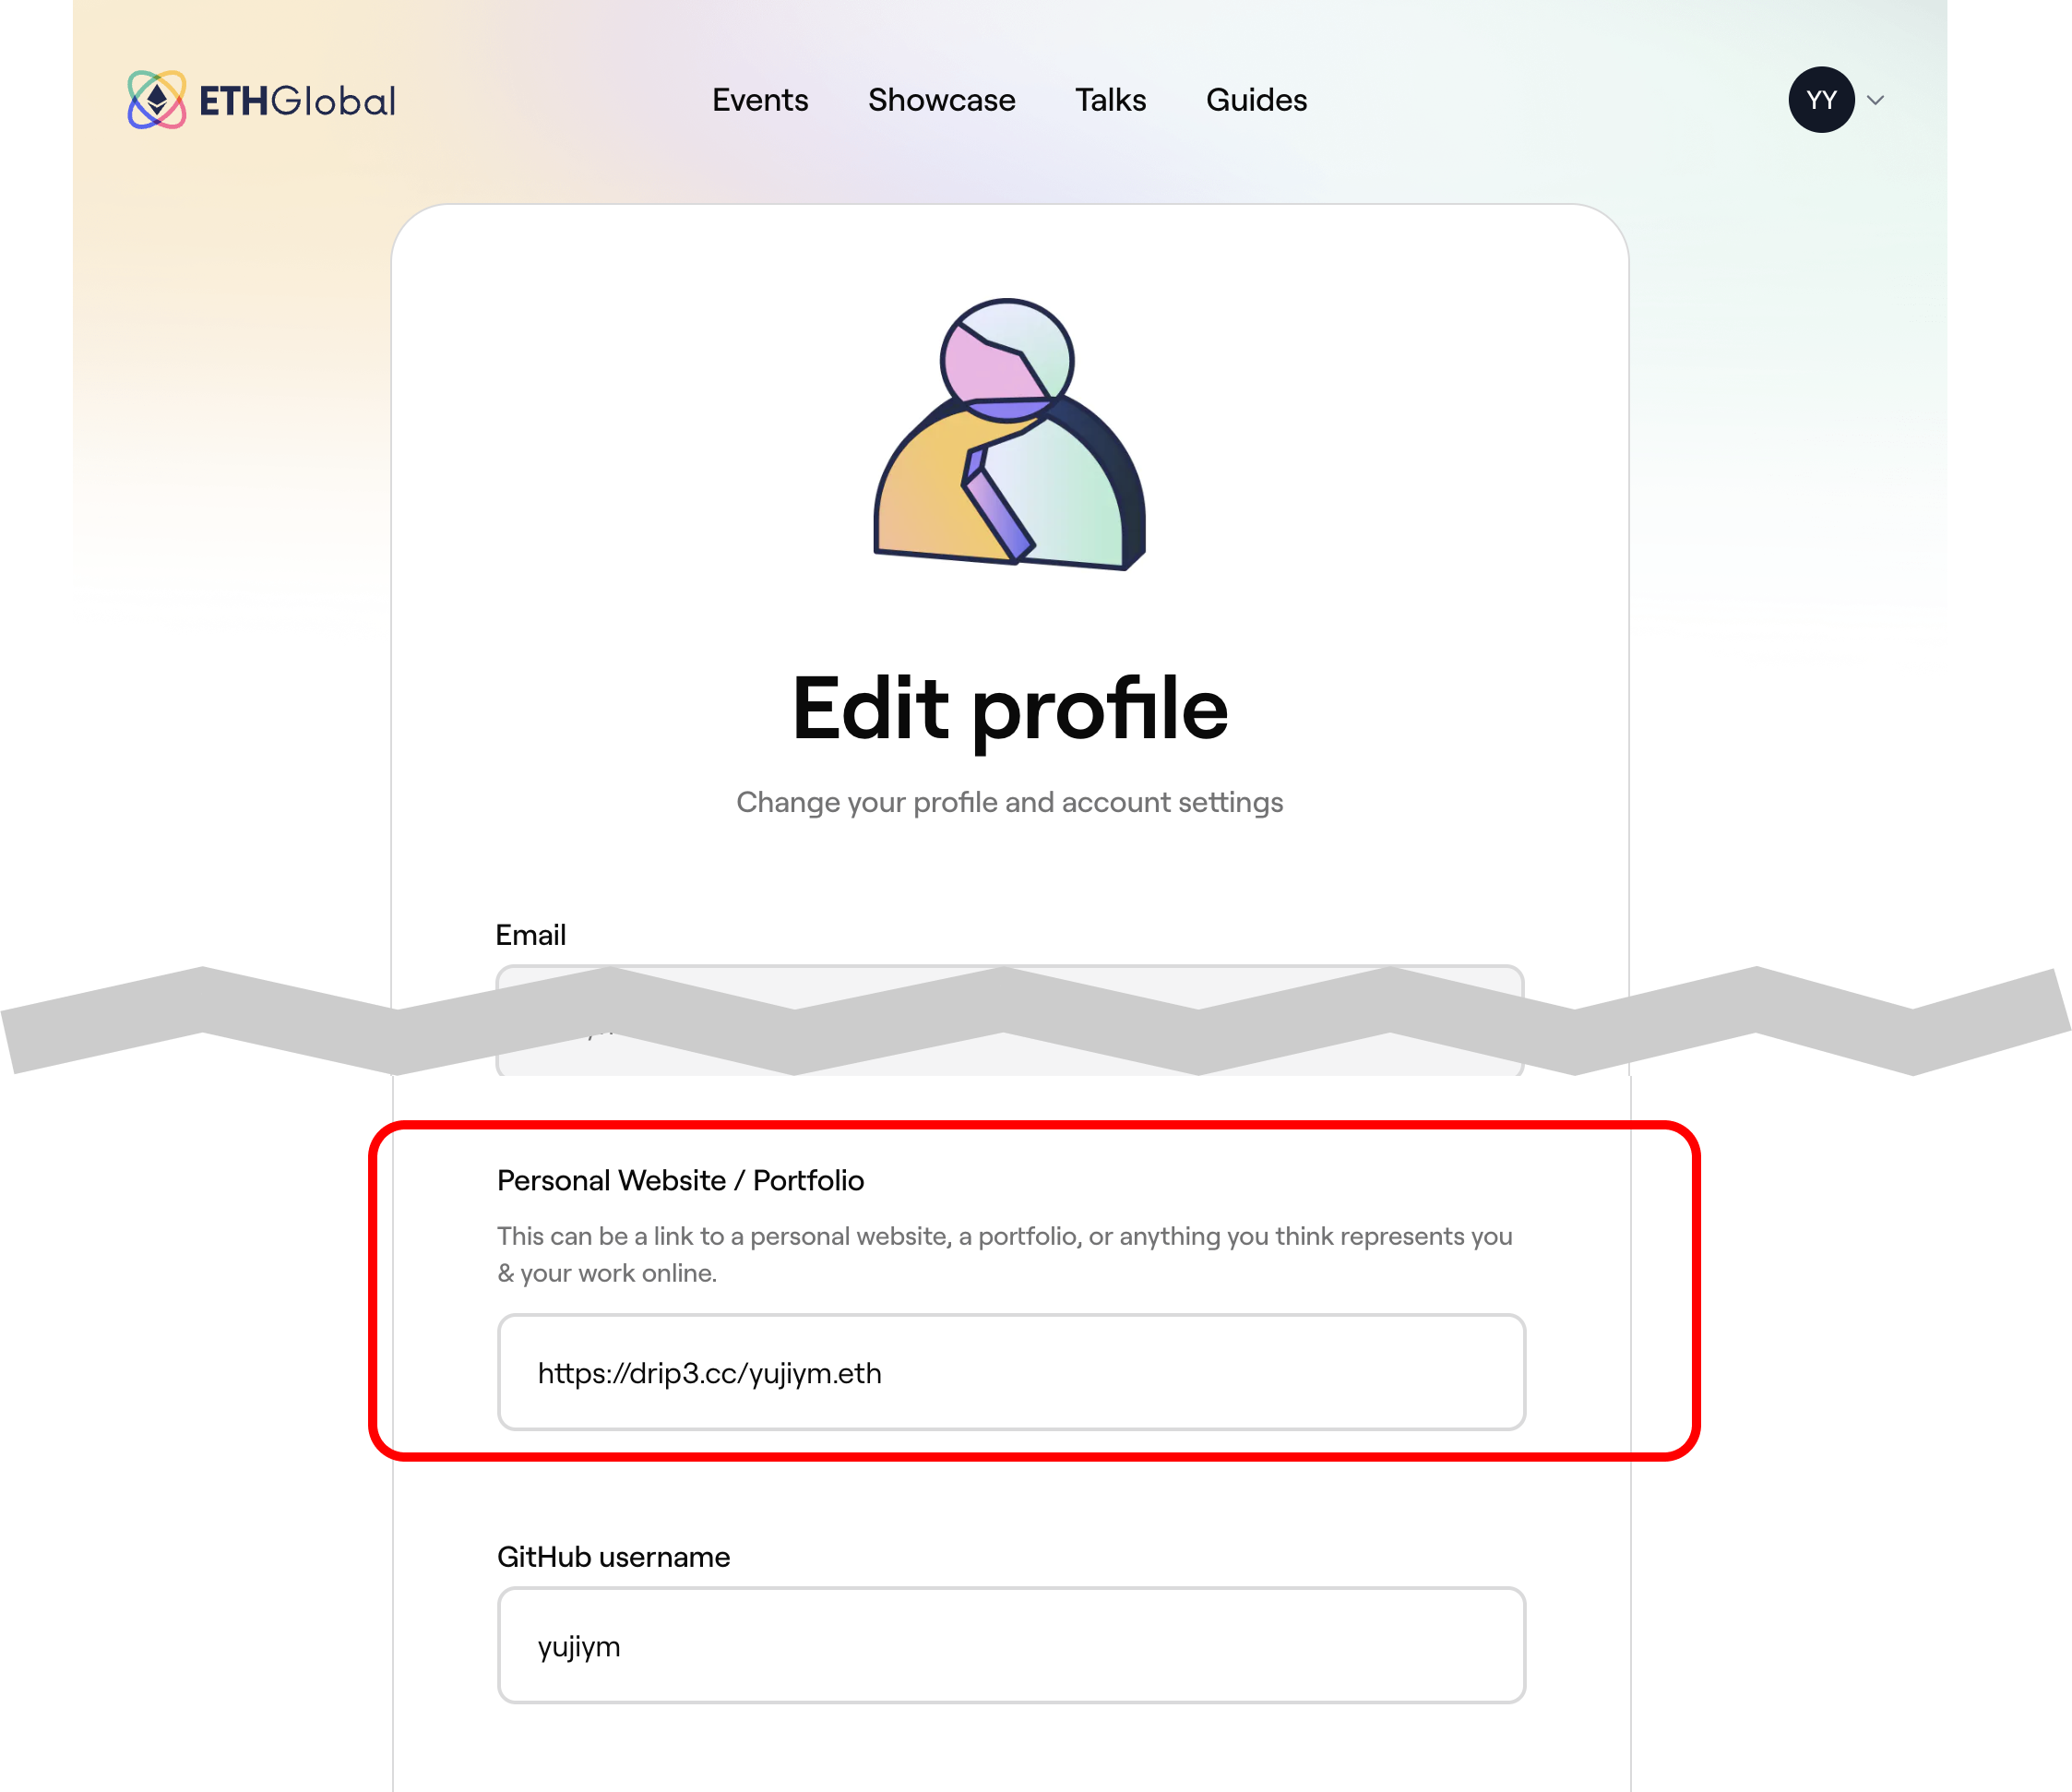 ETHGlobal
Events Showcase Talks Guides
YY
Edit profile
Change your profile and account settings
Email
Personal Website / Portfolio
This can be a link to a personal website, a portfolio, or anything you think represents you
& your work online.
https://drip3.cc/yujiym.eth
GitHub username
yujiym